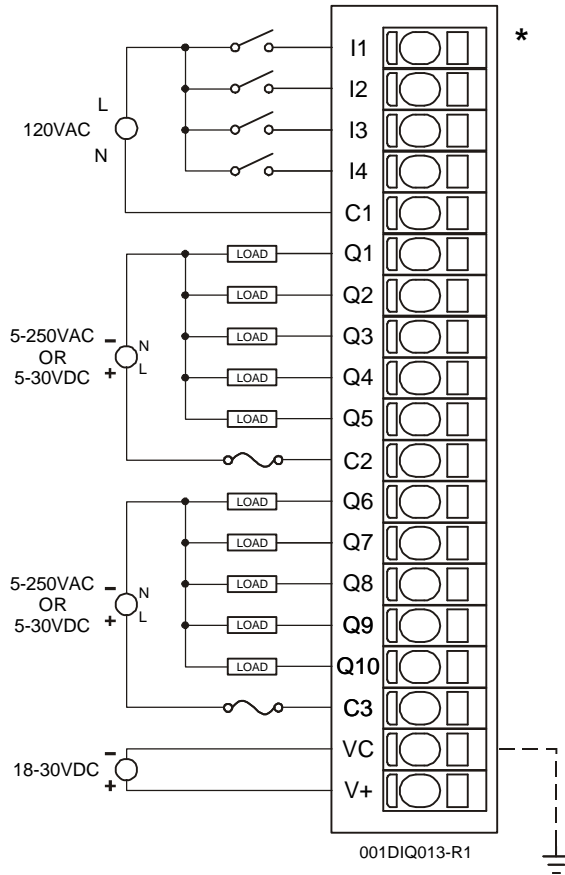 *
I1
L
I2
120VAC
I3
N
I4
C1
LOAD Q1
LOAD Q2
5-250VAC
OR
5-30VDC
- N
+ L
LOAD Q3
LOAD Q4
LOAD Q5
C2
LOAD Q6
LOAD Q7
5-250VAC
OR
5-30VDC
- N
+ L
LOAD Q8
LOAD Q9
LOAD Q10
C3
18-30VDC
- VC
+ V+
001DIQ013-R1